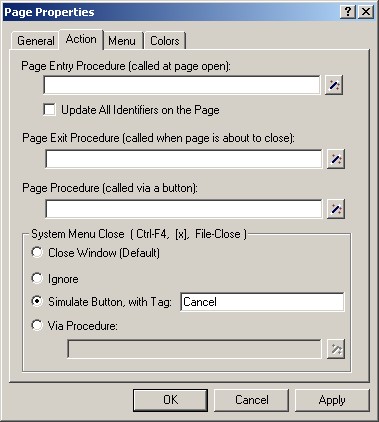 Page Properties
General Action Menu Colors
Page Entry Procedure (called at page open):
Update All Identifiers on the Page
Page Exit Procedure (called when page is about to close):
Page Procedure (called via a button):
System Menu Close ( Ctrl-F4, [x], File-Close )
Close Window (Default)
Ignore
Simulate Button, with Tag: Cancel
Via Procedure:
OK Cancel Apply